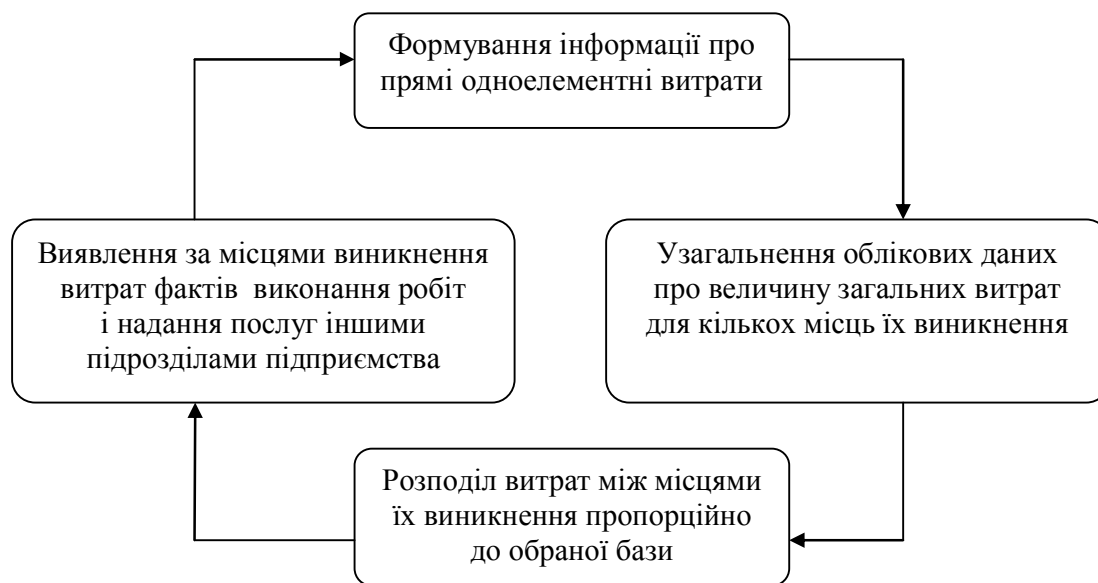 Формування інформації про
прямі одноелементні витрати
Узагальнення облікових даних
про величину загальних витрат
для кількох місць їх виникнення
Розподіл витрат між місцями
їх виникнення пропорційно
до обраної бази
Виявлення за місцями виникнення
витрат фактів виконання робіт
і надання послуг іншими
підрозділами підприємства